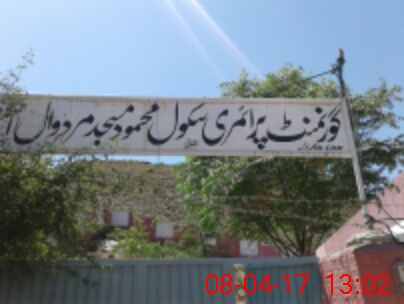 گورنمنٹ پرائمری سکول محمود مسجد مردوال
08-04-17 13:02